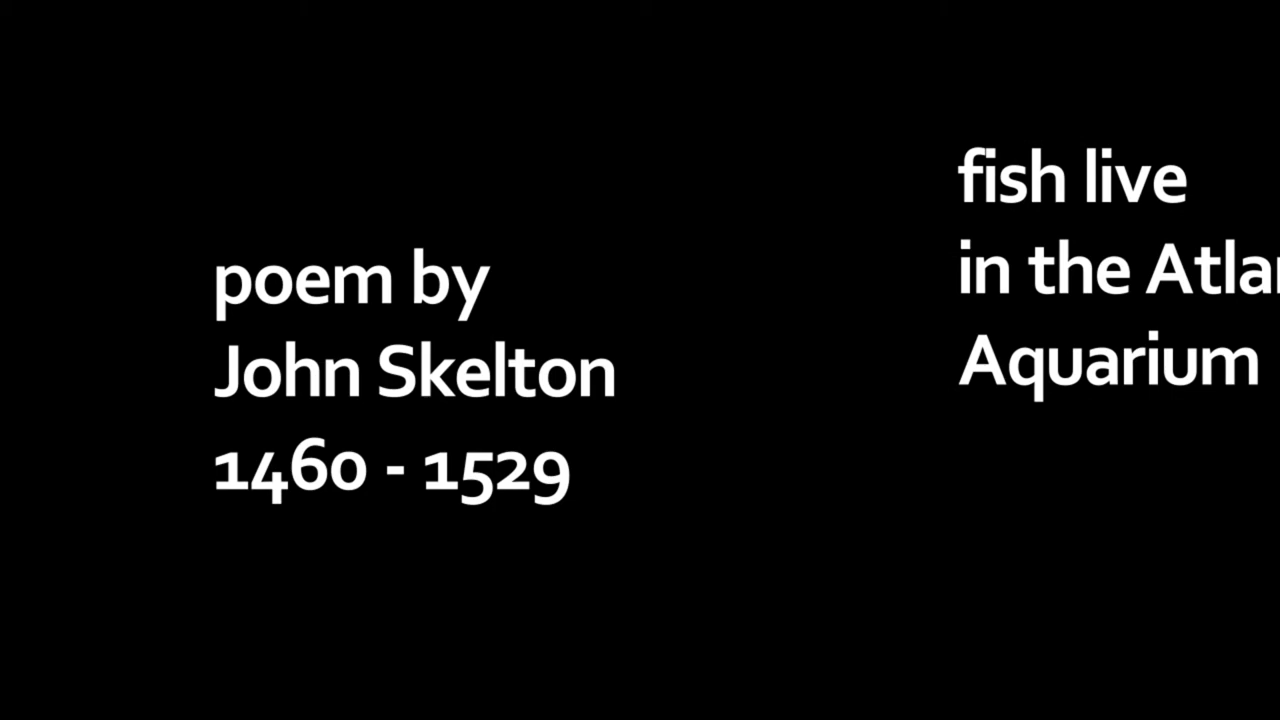 poem by
John Skelton
1460 - 1529
fish live
in the
Aquarium